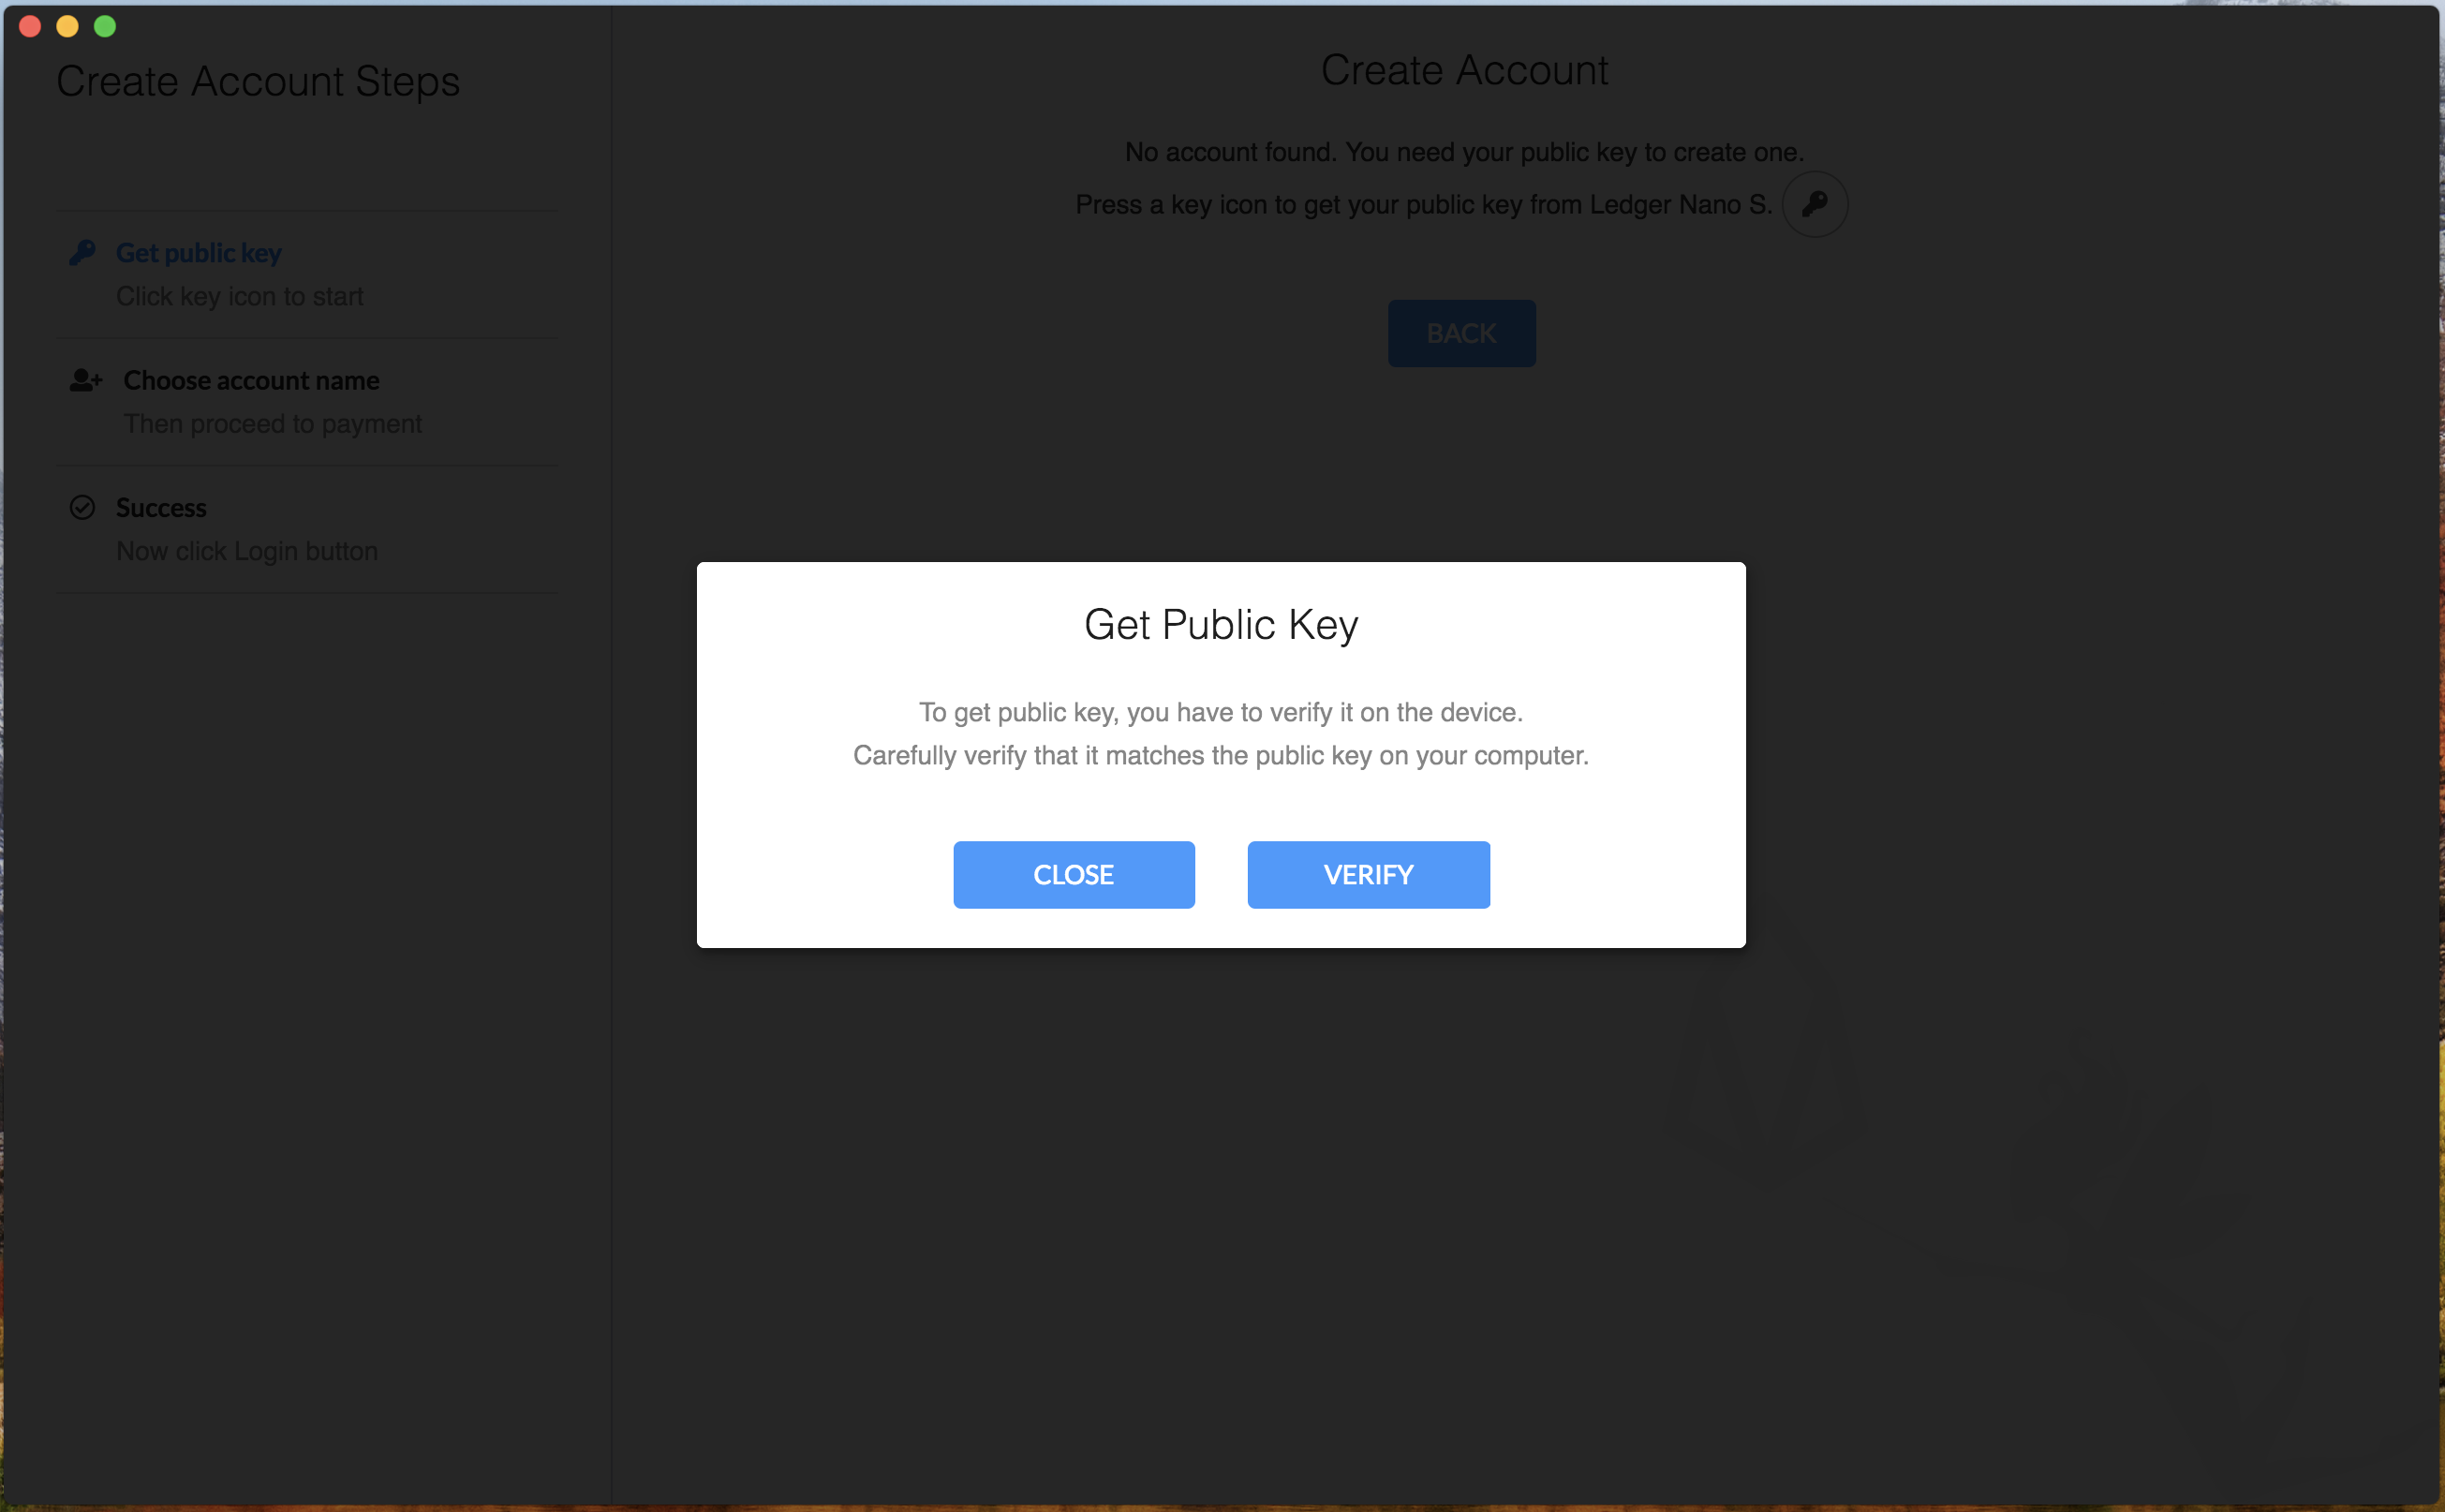 Create Account Steps
Get public key
Click key icon to start
Choose account name
Then proceed to payment
Success
Now click Login button
Create Account
No account found. You need your public key to create one.
Press a key icon to get your public key from Ledger Nano S.
BACK
Get Public Key
To get public key, you have to verify it on the device.
Carefully verify that it matches the public key on your computer.
CLOSE
VERIFY